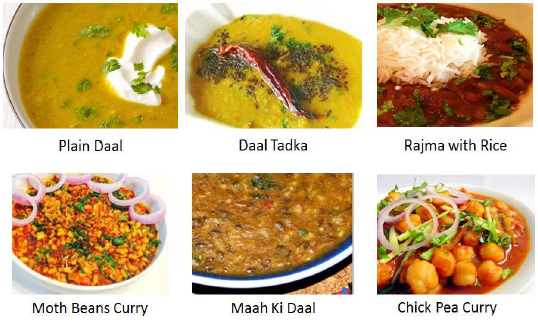 Plain Daal
Daal Tadka
Rajma with Rice
Moth Beans Curry
Maah Ki Daal
Chick Pea Curry